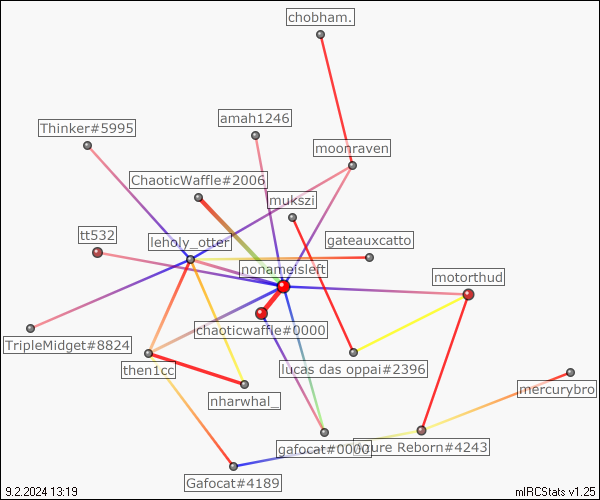 chobham.
amah1246
Thinker#5995
moonraven
ChaoticWaffle#2006
mukszi
tt532
leholy_otter
gateauxcatto
nonameisleft
motorthud
chaoticwaffle#0000
TripleMidget#8824
then1cc
lucas das oppai#2396
mercurybro
nharwhal_
gafocat#0000
ure Reborn#4243
Gafocat#4189
9.2.2024 13:19
mIRCStats v1.25